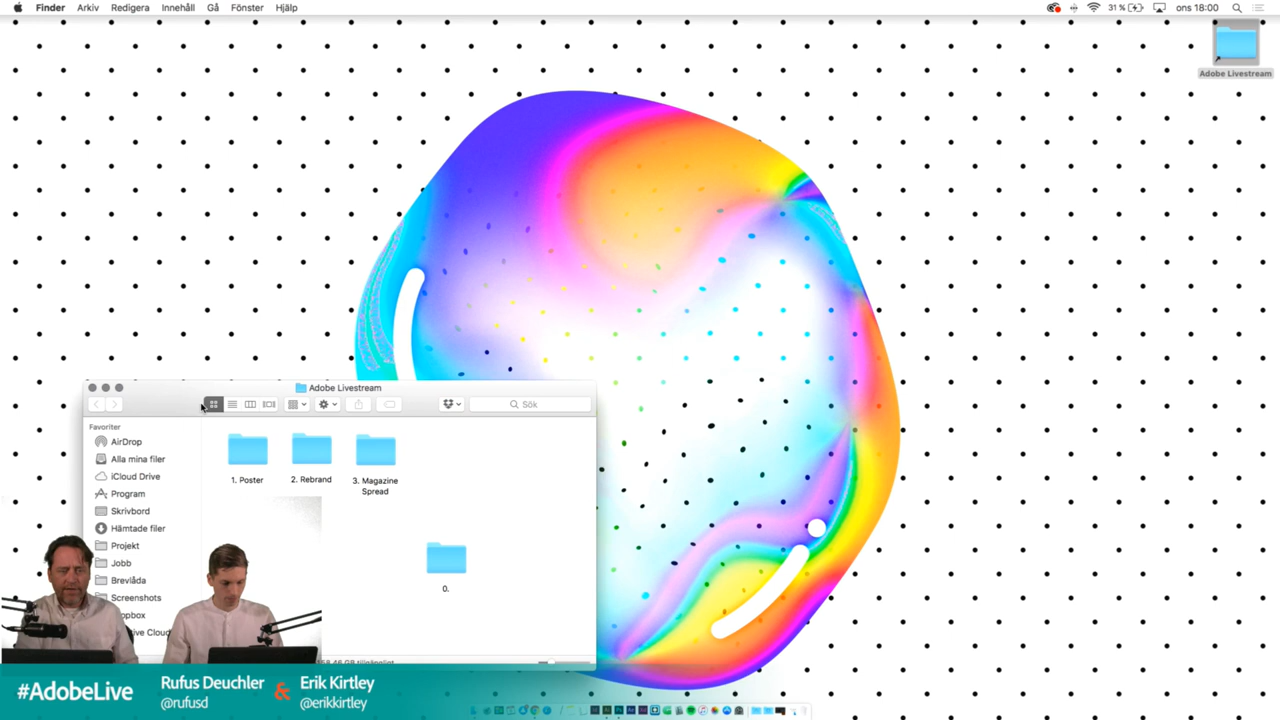 Finder Arkiv Redigera Innehåll Gå Fönster Hjälp
31 % ons 18:00
Adobe Livestream
Adobe Livestream
Sök
Favoriter
AirDrop
Alla mina filer
iCloud Drive
Program
Skrivbord
Hämtade filer
Projekt
Jobb
Brevlåda
Screenshots
1. Poster
2. Rebrand
3. Magazine
Spread
0.
#AdobeLive
Rufus Deuchler
@rufusd
&
Erik Kirtley
@erikkirtley